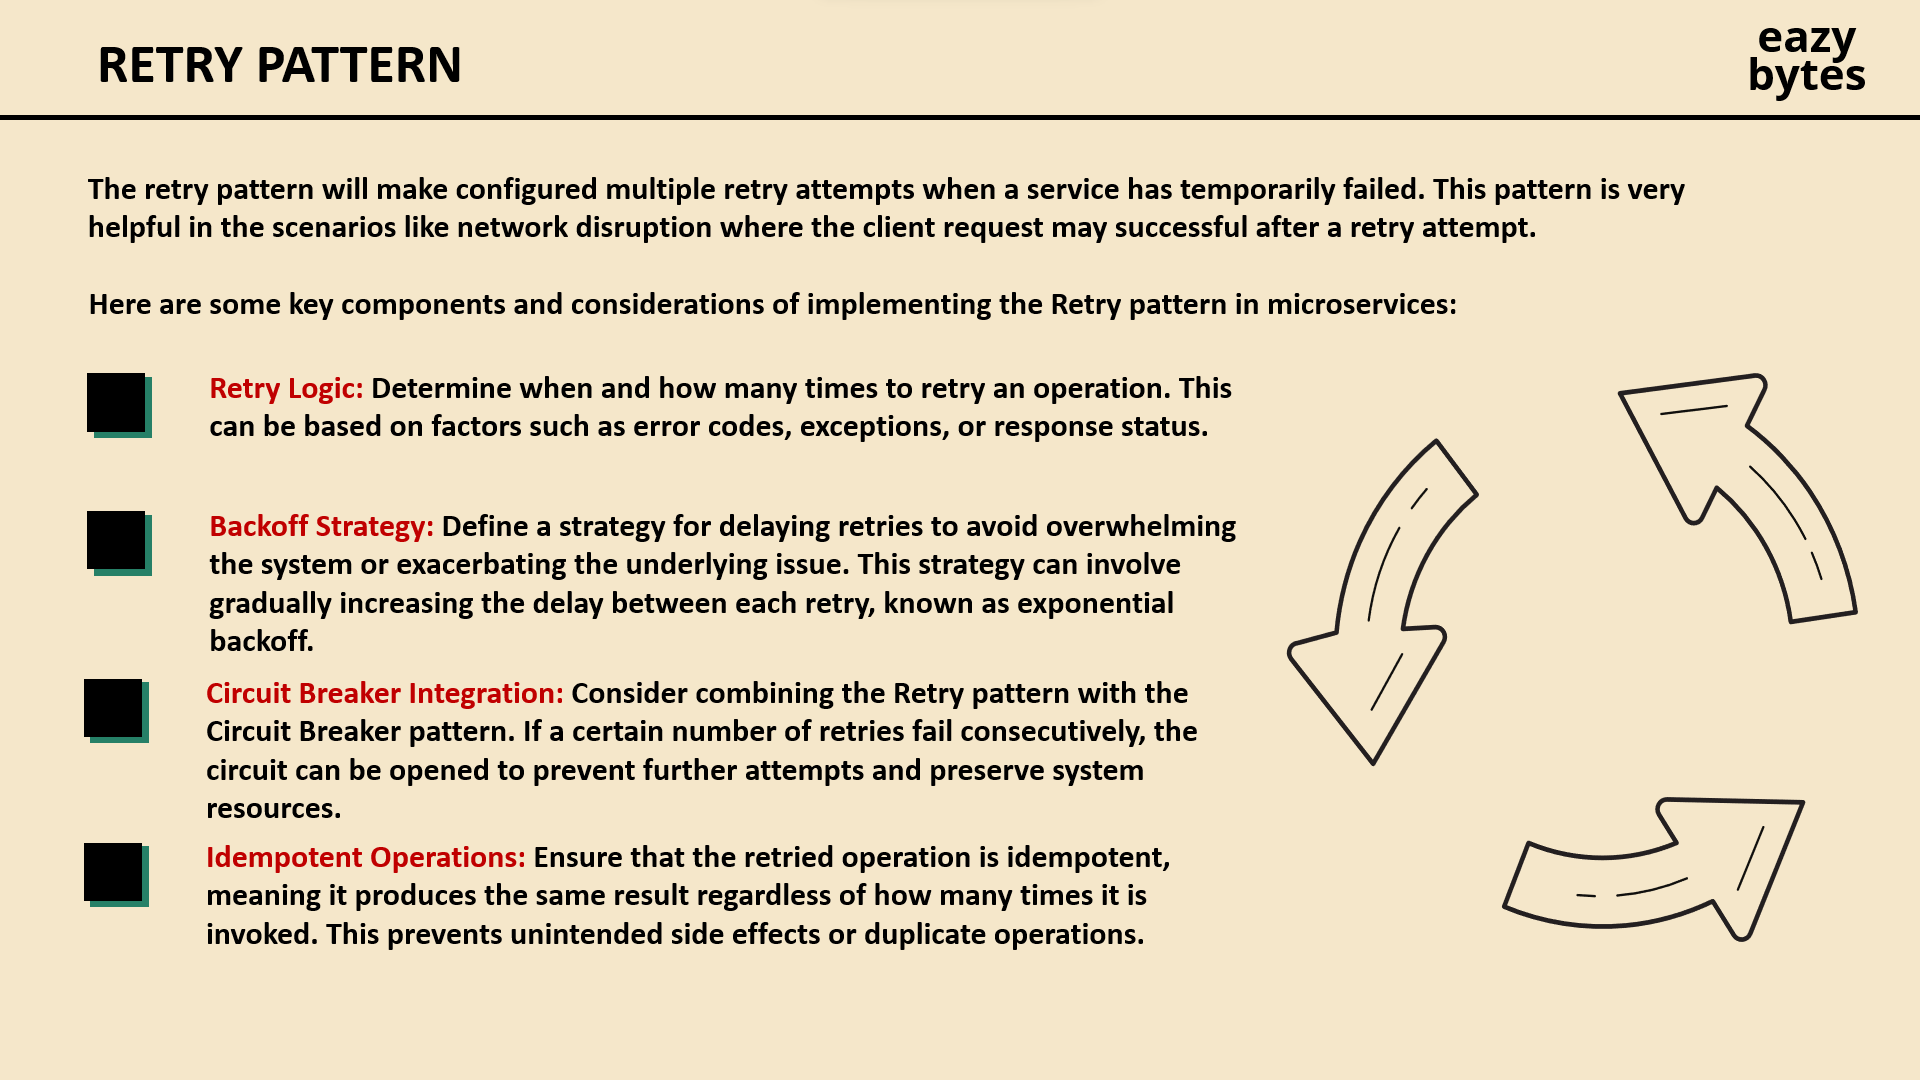 RETRY PATTERN
eazy
bytes
The retry pattern will make configured multiple retry attempts when a service has temporarily failed. This pattern is very
helpful in the scenarios like network disruption where the client request may successful after a retry attempt.
Here are some key components and considerations of implementing the Retry pattern in microservices:
Retry Logic: Determine when and how many times to retry an operation. This
can be based on factors such as error codes, exceptions, or response status.
Backoff Strategy: Define a strategy for delaying retries to avoid overwhelming
the system or exacerbating the underlying issue. This strategy can involve
gradually increasing the delay between each retry, known as exponential
backoff.
Circuit Breaker Integration: Consider combining the Retry pattern with the
Circuit Breaker pattern. If a certain number of retries fail consecutively, the
circuit can be opened to prevent further attempts and preserve system
resources.
Idempotent Operations: Ensure that the retried operation is idempotent,
meaning it produces the same result regardless of how many times it is
invoked. This prevents unintended side effects or duplicate operations.